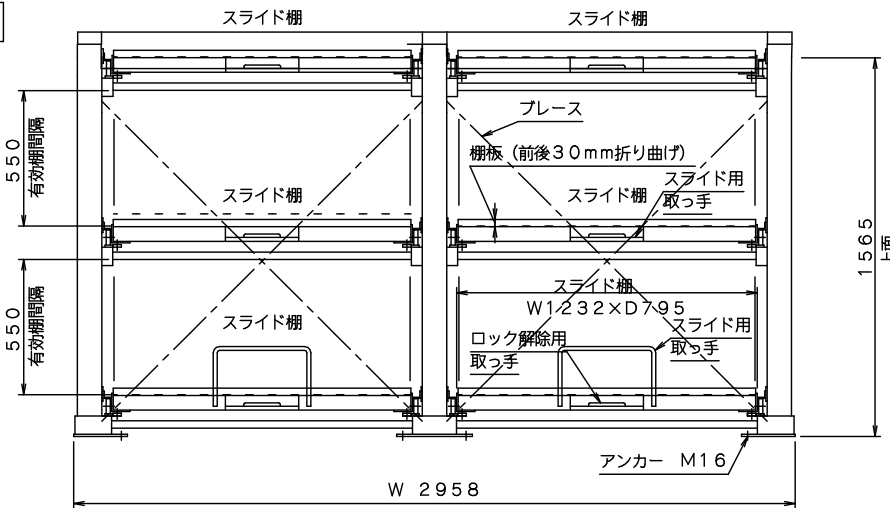 スライド棚
スライド棚
ブレース
棚板（前後30mm折り曲げ）
スライド棚
スライド棚
スライド用
取っ手
550
有効棚間隔
1565
上面
スライド棚
W1232×D795
スライド棚
スライド用
取っ手
ロック解除用
取っ手
550
有効棚間隔
アンカー M16
W 2958